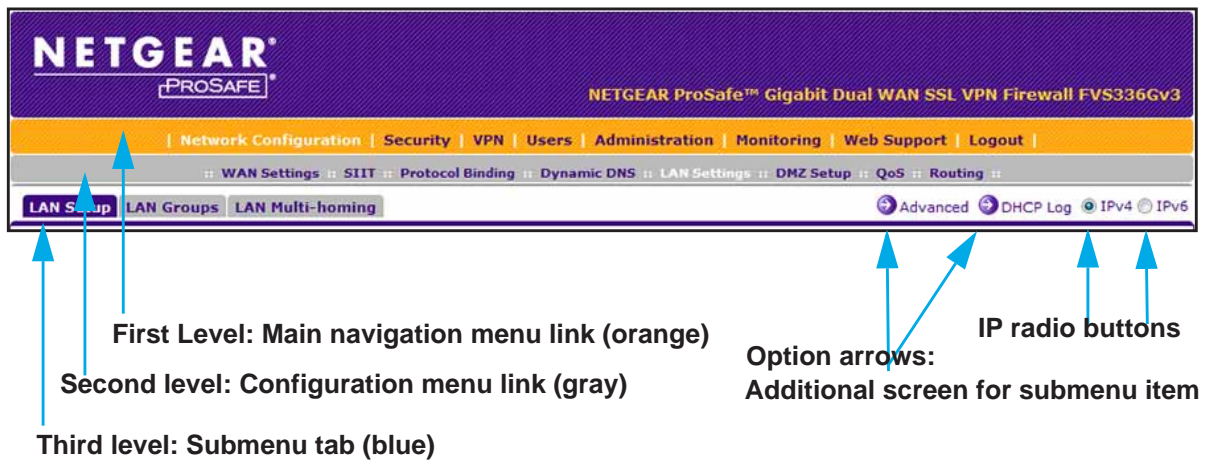 NETGEAR®
PROSAFE®
NETGEAR ProSafe™ Gigabit Dual WAN SSL VPN Firewall FVS336Gv3
| Network Configuration | Security | VPN | Users | Administration | Monitoring | Web Support | Logout |
:: WAN Settings :: SIIT :: Protocol Binding :: Dynamic DNS :: LAN Settings :: DMZ Setup :: QoS :: Routing ::
LAN Setup LAN Groups LAN Multi-homing Advanced DHCP Log IPv4 IPv6
First Level: Main navigation menu link (orange)
IP radio buttons
Option arrows:
Second level: Configuration menu link (gray)
Additional screen for submenu item
Third level: Submenu tab (blue)